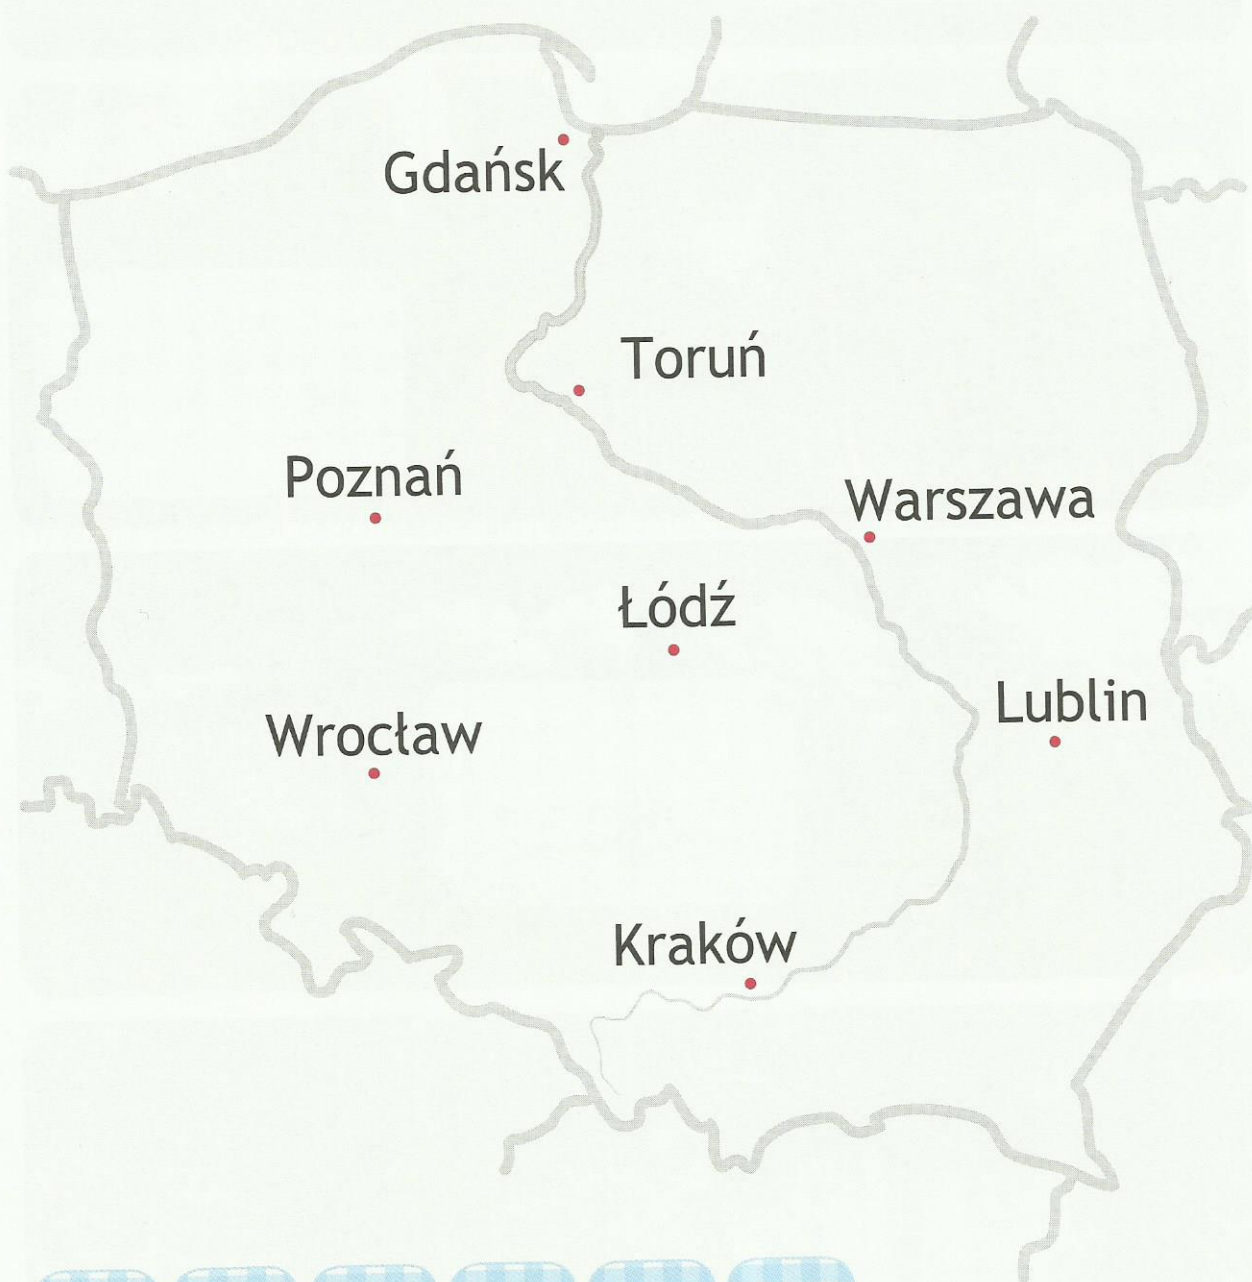 Gdańsk
Toruń
Poznań
Warszawa
Łódź
Lublin
Wrocław
Kraków